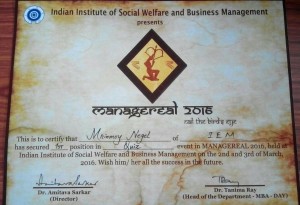 Indian Institute of Social Welfare and Business Management
presents
MANAGEREAL 2016
This is to certify that of IEM
has secured position in Quiz event in MANAGEREAL 2016, held at
Indian Institute of Social Welfare and Business Management on the 2nd and 3rd of March,
2016. Wish him/ her all the success in the future.
Dr. Amitava Sarkar
(Director)
Dr. Tanima Ray
(Head of the Department - MBA - DAY)